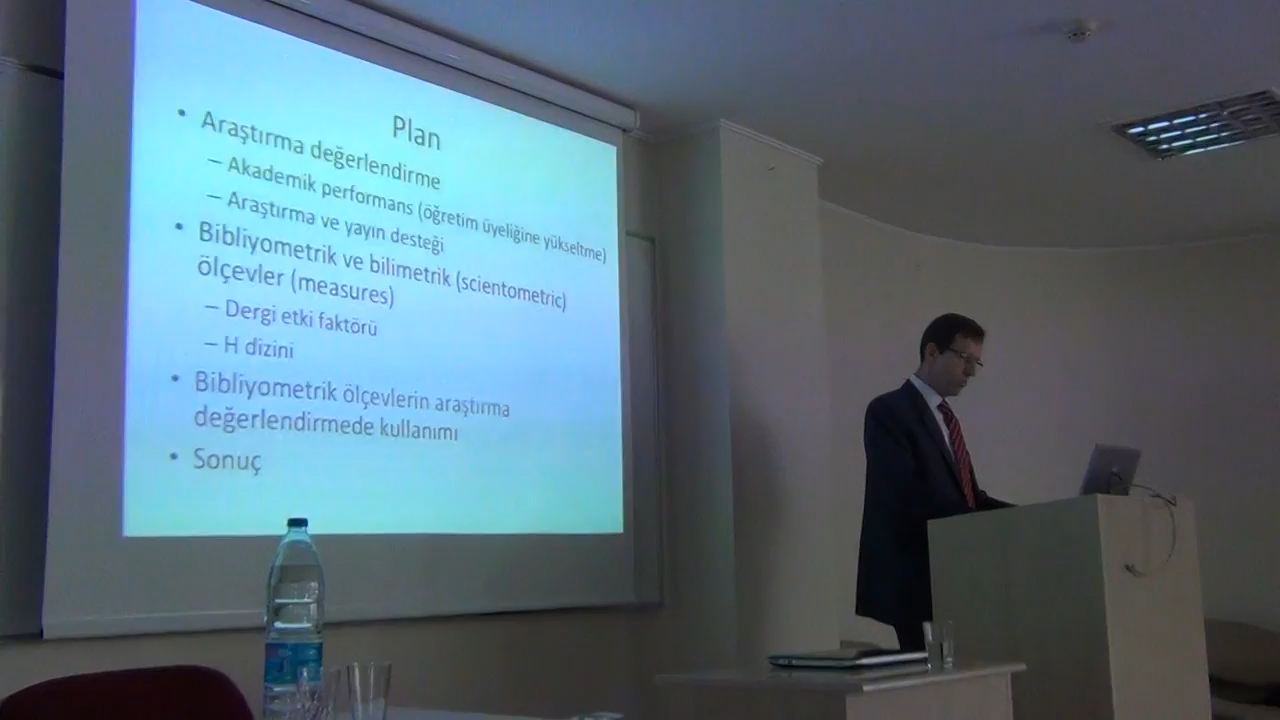 Plan
• Araştırma değerlendirme
– Akademik performans (öğretim üyeliğine yükseltme)
– Araştırma ve yayın desteği
• Bibliyometrik ve bilimetrik (scientometric)
ölçevler (measures)
– Dergi etki faktörü
– H dizini
• Bibliyometrik ölçevlerin araştırma
değerlendirmede kullanımı
• Sonuç